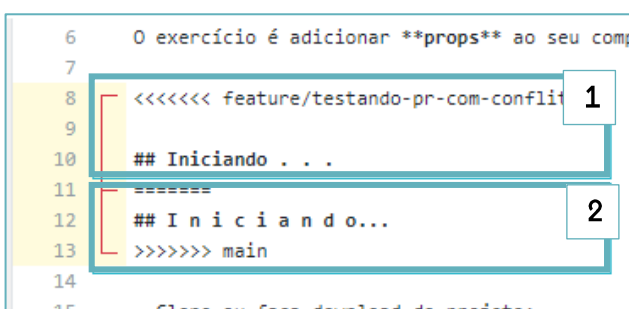 6 O exercício é adicionar **props** ao seu
7
8 <<<<<<< feature/testando-pr-com-conflit
1
9
10 ## Iniciando . . .
11 =======
2
12 ## I n i c i a n d o...
13 >>>>>>> main
14